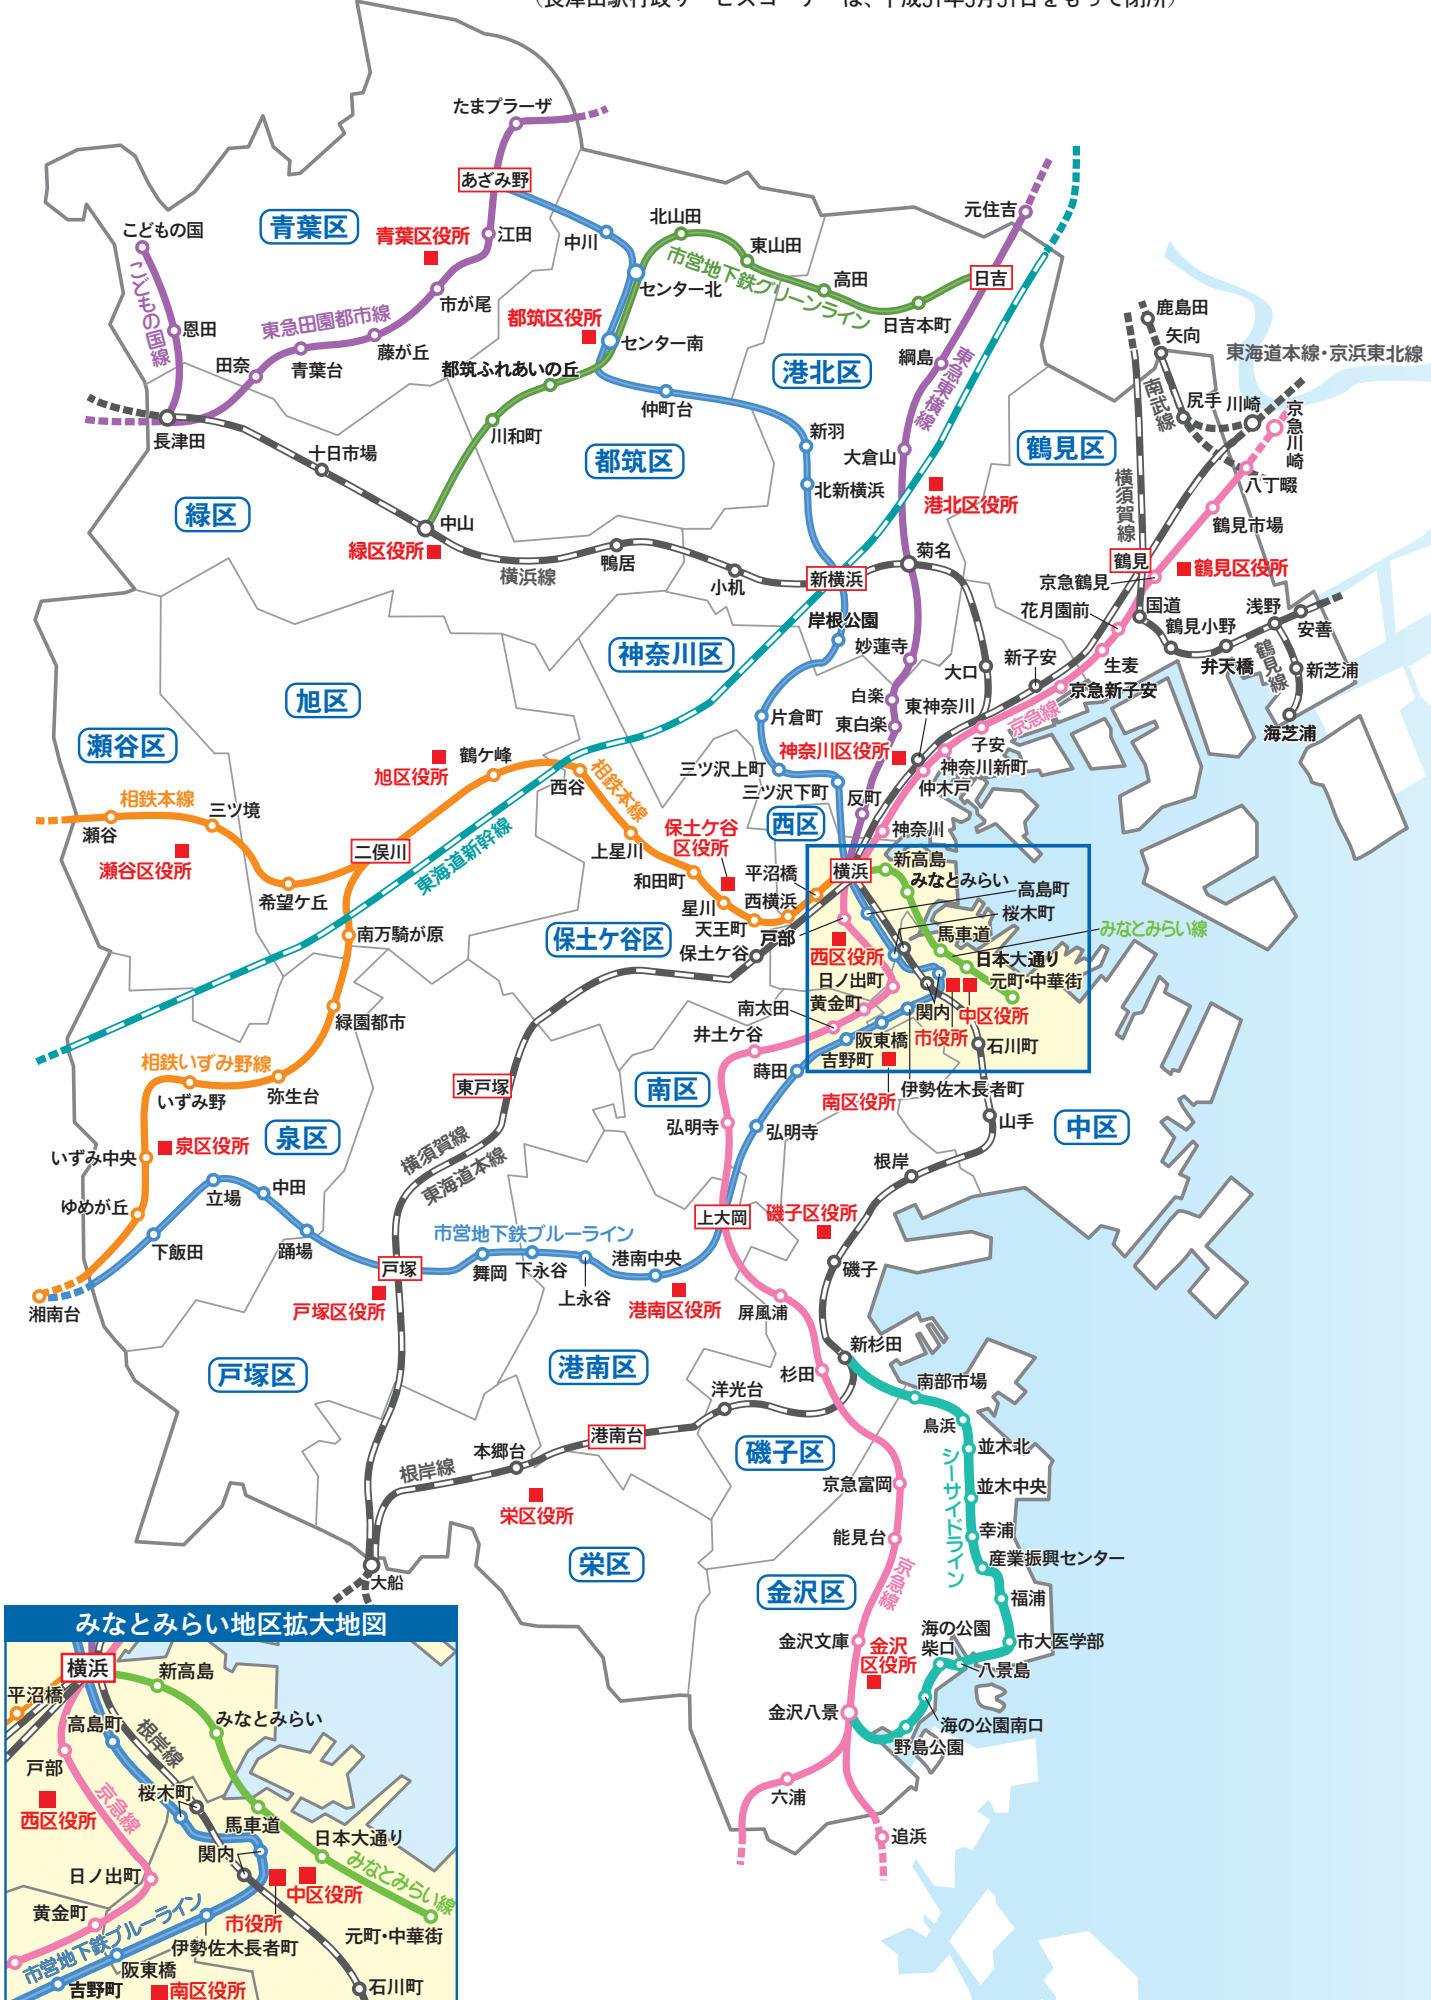 （長津田駅行政サービスコーナーは、平成31年3月31日をもって閉所）
たまプラーザ
あざみ野
こどもの国
青葉区
青葉区役所
江田
中川
北山田
東山田
元住吉
市営地下鉄グリーンライン
高田
日吉
センター北
こどもの国線
恩田
市が尾
東急田園都市線
都筑区役所
センター南
日吉本町
鹿島田
矢向
東海道本線・京浜東北線
田奈
青葉台
藤が丘
都筑ふれあいの丘
港北区
綱島
東急東横線
南武線
尻手
川崎
京急川崎
仲町台
長津田
十日市場
川和町
都筑区
新羽
大倉山
鶴見区
横須賀線
八丁畷
緑区
北新横浜
港北区役所
鶴見市場
中山
緑区役所
横浜線
鴨居
小机
新横浜
菊名
鶴見
京急鶴見
鶴見区役所
岸根公園
花月園前
国道
鶴見小野
浅野
安善
神奈川区
妙蓮寺
大口
新子安
生麦
弁天橋
鶴見線
新芝浦
旭区
白楽
東神奈川
京急新子安
京急線
海芝浦
瀬谷区
片倉町
東白楽
子安
鶴ケ峰
旭区役所
西谷
三ツ沢上町
神奈川区役所
神奈川新町
仲木戸
相鉄本線
三ツ境
相鉄本線
三ツ沢下町
反町
瀬谷
西区
神奈川
瀬谷区役所
二俣川
東海道新幹線
上星川
保土ケ谷
区役所
和田町
平沼橋
横浜
新高島
みなとみらい
高島町
希望ケ丘
星川
西横浜
桜木町
南万騎が原
天王町
戸部
馬車道
みなとみらい線
保土ケ谷区
保土ケ谷
西区役所
日本大通り
日ノ出町
元町・中華街
緑園都市
南太田
黄金町
関内
中区役所
市役所
井土ケ谷
阪東橋
石川町
相鉄いずみ野線
吉野町
いずみ野
弥生台
東戸塚
南区
蒔田
南区役所
伊勢佐木長者町
泉区役所
泉区
横須賀線
東海道本線
弘明寺
弘明寺
山手
中区
いずみ中央
根岸
ゆめが丘
立場
中田
上大岡
磯子区役所
下飯田
踊場
市営地下鉄ブルーライン
戸塚
舞岡
下永谷
上永谷
港南中央
磯子
湘南台
戸塚区役所
港南区役所
屏風浦
新杉田
戸塚区
港南区
杉田
南部市場
洋光台
鳥浜
本郷台
港南台
磯子区
並木北
根岸線
シーサイドライン
京急富岡
並木中央
栄区役所
能見台
幸浦
栄区
産業振興センター
大船
京急線
金沢区
福浦
みなとみらい地区拡大地図
海の公園
柴口
金沢文庫
金沢
区役所
市大医学部
八景島
横浜
新高島
平沼橋
高島町
みなとみらい
金沢八景
海の公園南口
根岸線
野島公園
戸部
京急線
桜木町
六浦
西区役所
馬車道
追浜
関内
日本大通り
日ノ出町
中区役所
みなとみらい線
黄金町
市役所
市営地下鉄ブルーライン
伊勢佐木長者町
元町・中華街
阪東橋
吉野町
南区役所
石川町